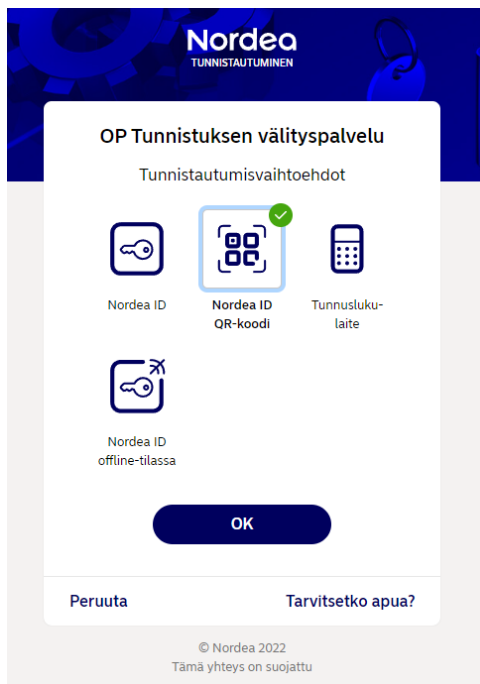 Nordea
TUNNISTAUTUMINEN
OP Tunnistuksen välityspalvelu
Tunnistautumisvaihtoehdot
Nordea ID
Nordea ID
QR-koodi
Tunnusluku-
laite
Nordea ID
offline-tilassa
OK
Peruuta
Tarvitsetko apua?
© Nordea 2022
Tämä yhteys on suojattu